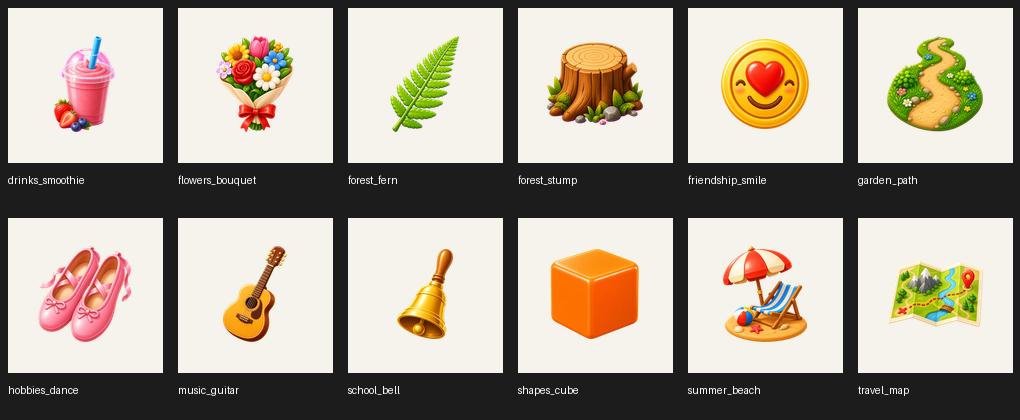 drinks_smoothie
flowers_bouquet
forest_fern
forest_stump
friendship_smile
garden_path
hobbies_dance
music_guitar
school_bell
shapes_cube
summer_beach
travel_map